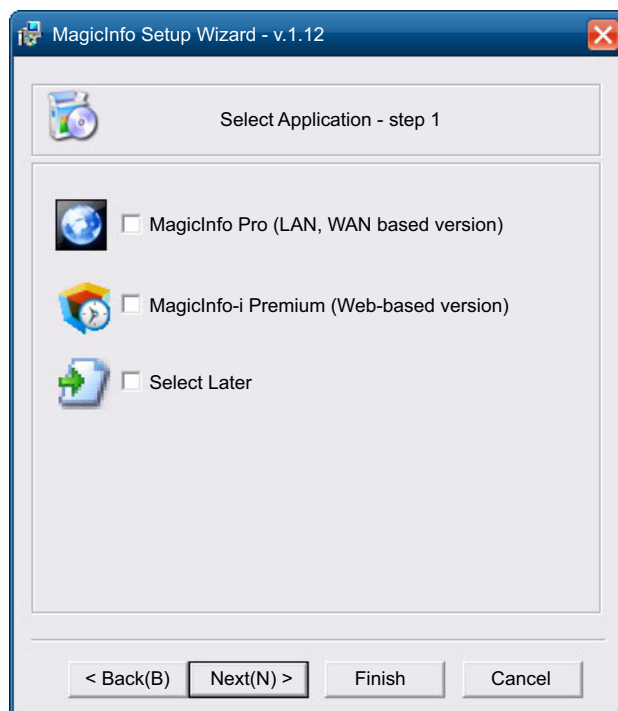 MagicInfo Setup Wizard - v.1.12
Select Application - step 1
MagicInfo Pro (LAN, WAN based version)
MagicInfo-i Premium (Web-based version)
Select Later
< Back(B) Next(N) > Finish Cancel